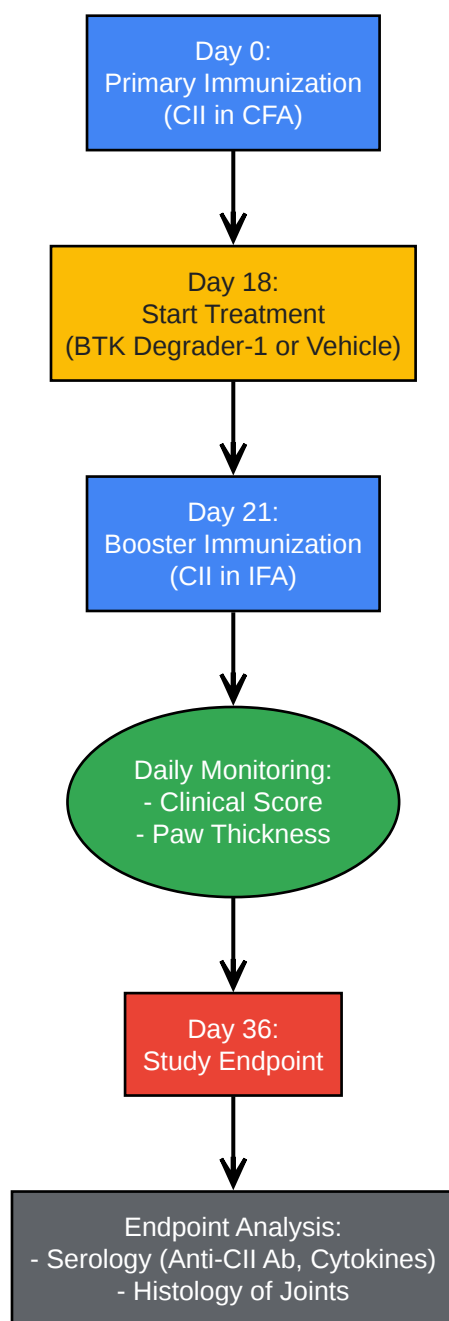 Day 0:
Primary Immunization
(CII in CFA)
Day 18:
Start Treatment
(BTK Degrader-1 or Vehicle)
Day 21:
Booster Immunization
(CII in IFA)
Daily Monitoring:
- Clinical Score
- Paw Thickness
Day 36:
Study Endpoint
Endpoint Analysis:
- Serology (Anti-CII Ab, Cytokines)
- Histology of Joints